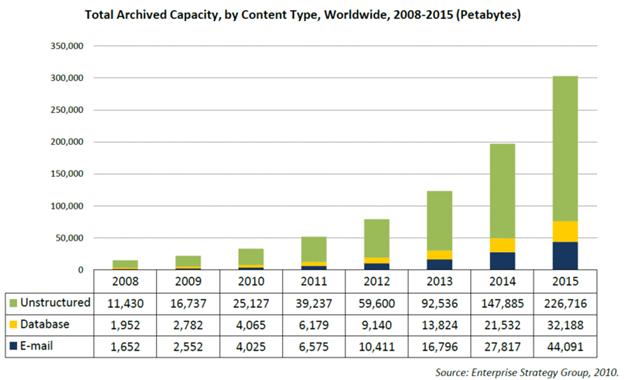 Total Archived Capacity, by Content Type, Worldwide, 2008-2015 (Petabytes)
350,000
300,000
250,000
200,000
150,000
100,000
50,000
0
2008 2009 2010 2011 2012 2013 2014 2015
Unstructured 11,430 16,737 25,127 39,237 59,600 92,536 147,885 226,716
Database 1,952 2,782 4,065 6,179 9,140 13,824 21,532 32,188
E-mail 1,652 2,552 4,025 6,575 10,411 16,796 27,817 44,091
Source: Enterprise Strategy Group, 2010.